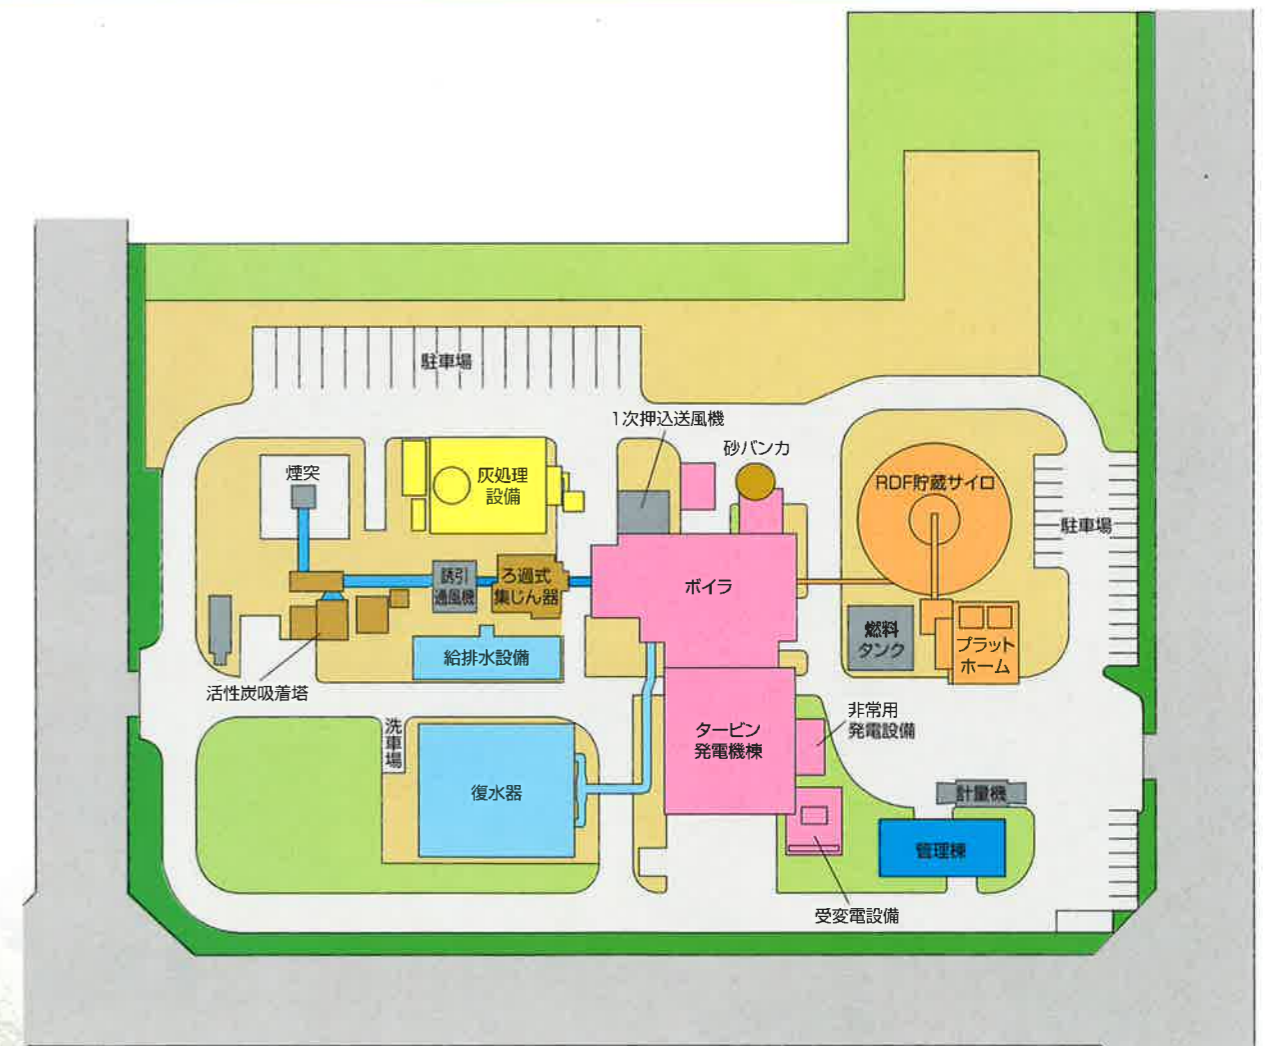 駐車場
1次押込送風機
砂バンカ
煙突
灰処理
設備
RDF貯蔵サイロ
駐車場
誘引
通風機
ろ過式
集じん器
ボイラ
燃料
タンク
プラット
ホーム
給排水設備
活性炭吸着塔
非常用
発電設備
洗車場
タービン
発電機棟
復水器
計量機
管理棟
受変電設備